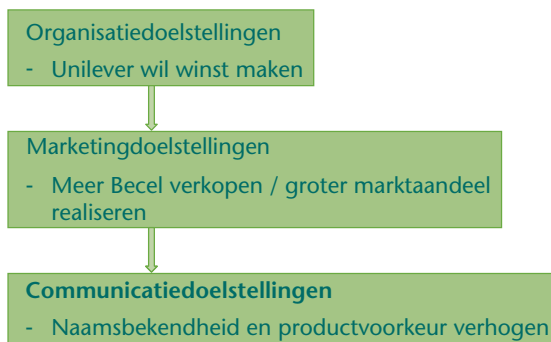 Organisatiedoelstellingen
- Unilever wil winst maken
Marketingdoelstellingen
- Meer Becel verkopen / groter marktaandeel
realiseren
Communicatiedoelstellingen
- Naamsbekendheid en productvoorkeur verhogen